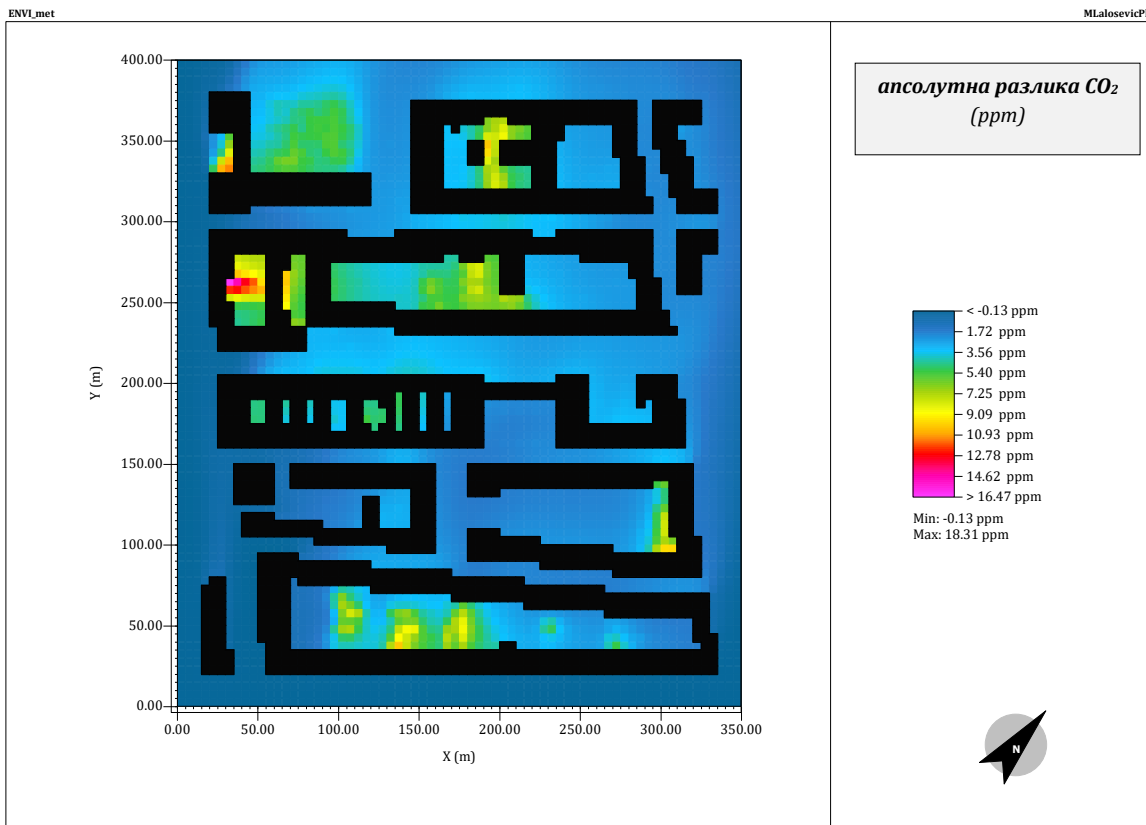 ENVI_met
MLalosevicP
апсолутна разлика CO₂
(ppm)
400.00
350.00
300.00
250.00
200.00
150.00
100.00
50.00
0.00
Y (m)
0.00 50.00 100.00 150.00 200.00 250.00 300.00 350.00
X (m)
< -0.13 ppm
1.72 ppm
3.56 ppm
5.40 ppm
7.25 ppm
9.09 ppm
10.93 ppm
12.78 ppm
14.62 ppm
> 16.47 ppm
Min: -0.13 ppm
Max: 18.31 ppm
N